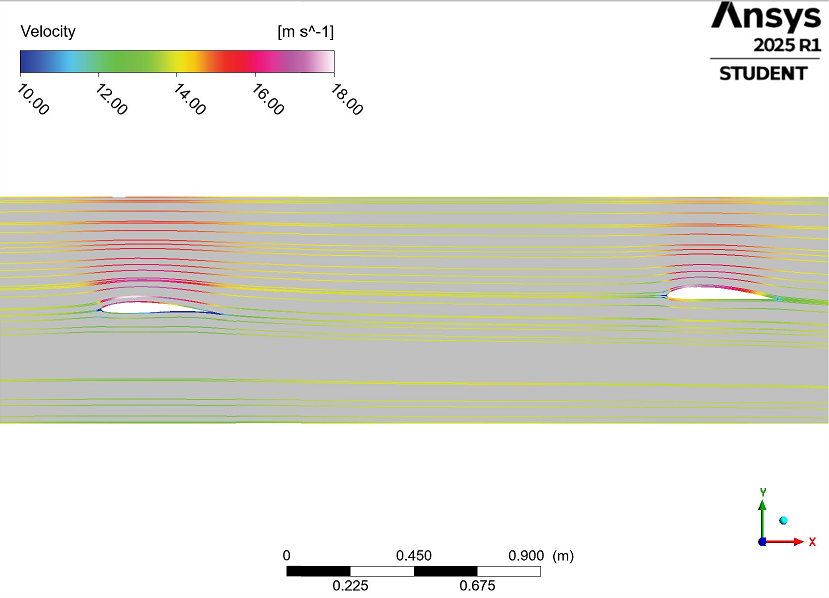 Velocity
[m s^-1]
10.00
12.00
14.00
16.00
18.00
Ansys
2025 R1
STUDENT
Y
X
0
0.450
0.900
(m)
0.225
0.675